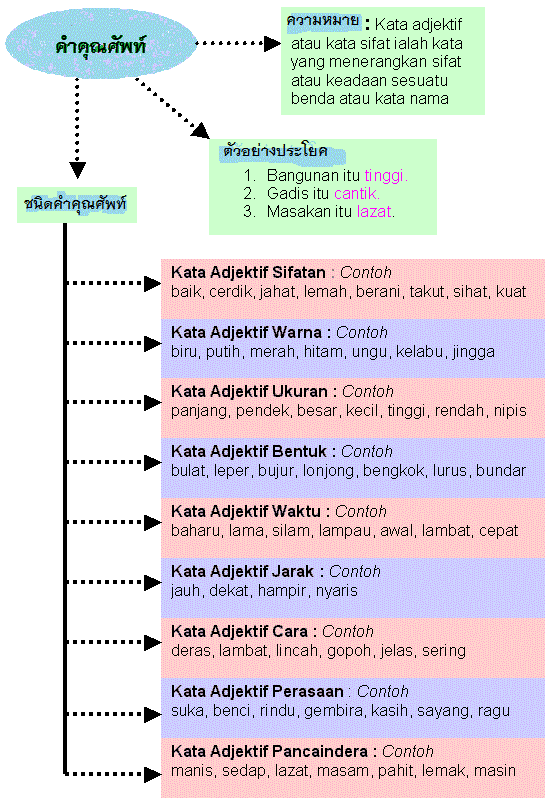 คำคุณศัพท์
ความหมาย : Kata adjektif
atau kata sifat ialah kata
yang menerangkan sifat
atau keadaan sesuatu
benda atau kata nama
ตัวอย่างประโยค
1. Bangunan itu tinggi.
2. Gadis itu cantik.
3. Masakan itu lazat.
ชนิดคำคุณศัพท์
Kata Adjektif Sifatan : Contoh
baik, cerdik, jahat, lemah, berani, takut, sihat, kuat
Kata Adjektif Warna : Contoh
biru, putih, merah, hitam, ungu, kelabu, jingga
Kata Adjektif Ukuran : Contoh
panjang, pendek, besar, kecil, tinggi, rendah, nipis
Kata Adjektif Bentuk : Contoh
bulat, leper, bujur, lonjong, bengkok, lurus, bundar
Kata Adjektif Waktu : Contoh
baharu, lama, silam, lampau, awal, lambat, cepat
Kata Adjektif Jarak : Contoh
jauh, dekat, hampir, nyaris
Kata Adjektif Cara : Contoh
deras, lambat, lincah, gopoh, jelas, sering
Kata Adjektif Perasaan : Contoh
suka, benci, rindu, gembira, kasih, sayang, ragu
Kata Adjektif Pancaindera : Contoh
manis, sedap, lazat, masam, pahit, lemak, masin